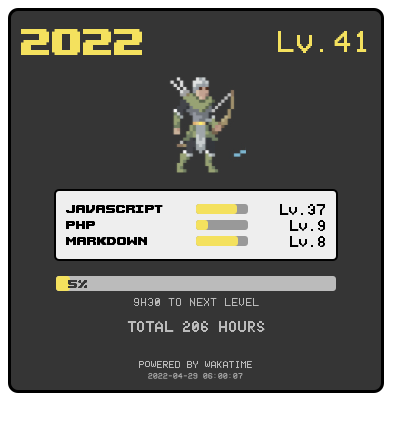 2022 Lv.41
JAVASCRIPT Lv.37
PHP Lv.9
MARKDOWN Lv.8
5%
9H30 TO NEXT LEVEL
TOTAL 206 HOURS
POWERED BY WAKATIME
2022-04-29 06:00:07